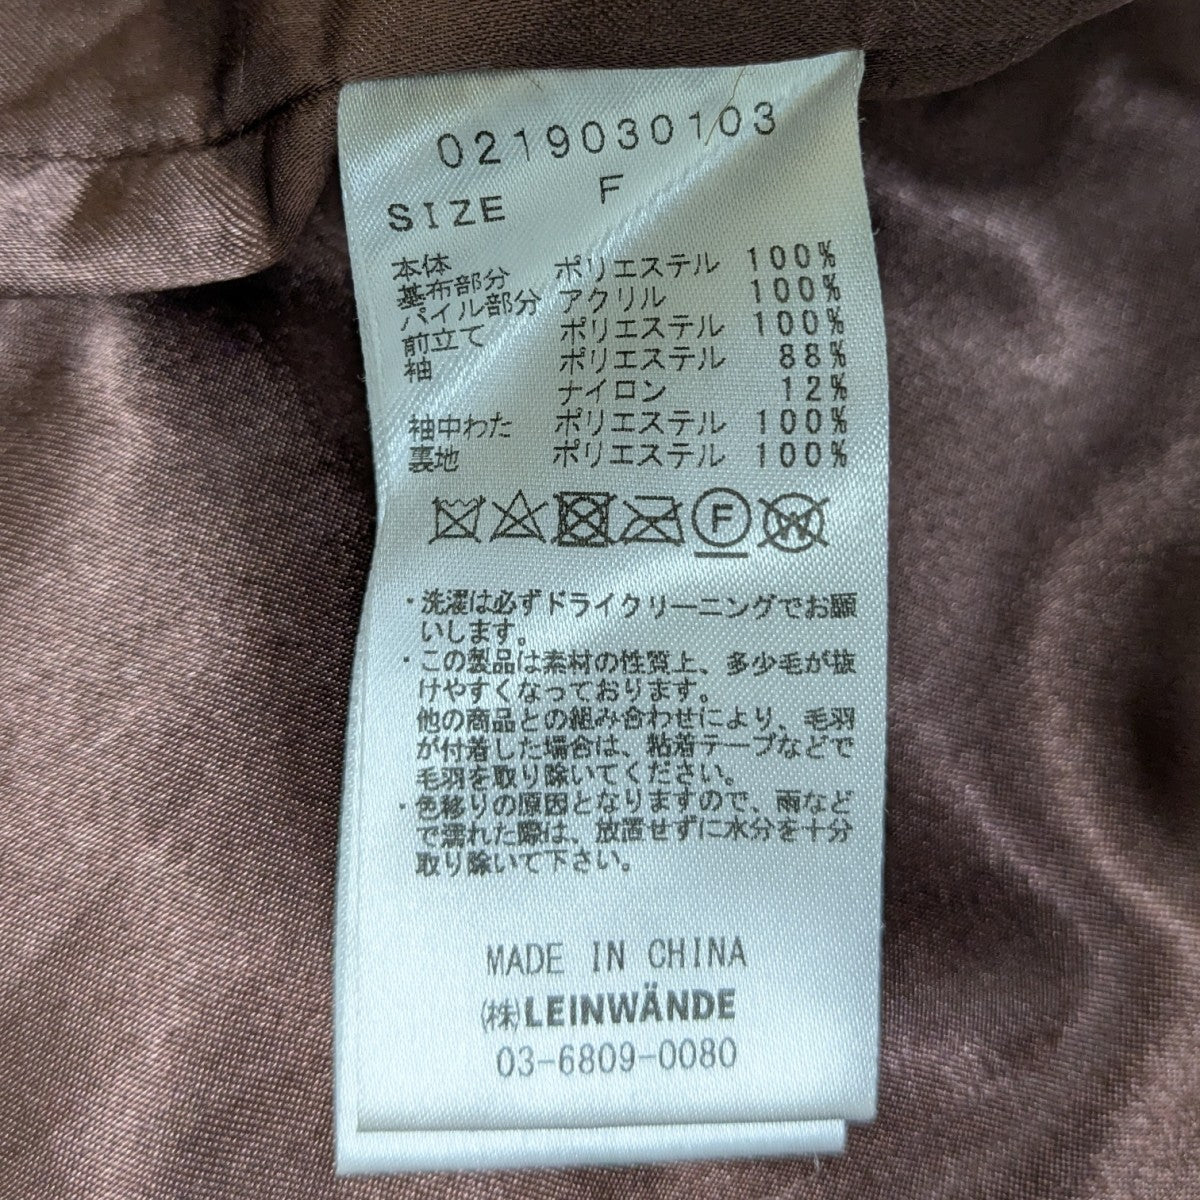 0219030103
SIZE F
本体
基布部分 ポリエステル 100%
パイル部分 アクリル 100%
前立て ポリエステル 100%
袖 ポリエステル 88%
ナイロン 12%
袖中わた ポリエステル 100%
裏地 ポリエステル 100%
F W
・洗濯は必ずドライクリーニングでお願
いします。
・この製品は素材の性質上、多少毛が抜
けやすくなっております。
他の商品との組み合わせにより、毛羽
が付着した場合は、粘着テープなどで
毛羽を取り除いてください。
・色移りの原因となりますので、雨など
で濡れた際は、放置せずに水分を十分
取り除いて下さい。
MADE IN CHINA
㈱LEINWÄNDE
03-6809-0080